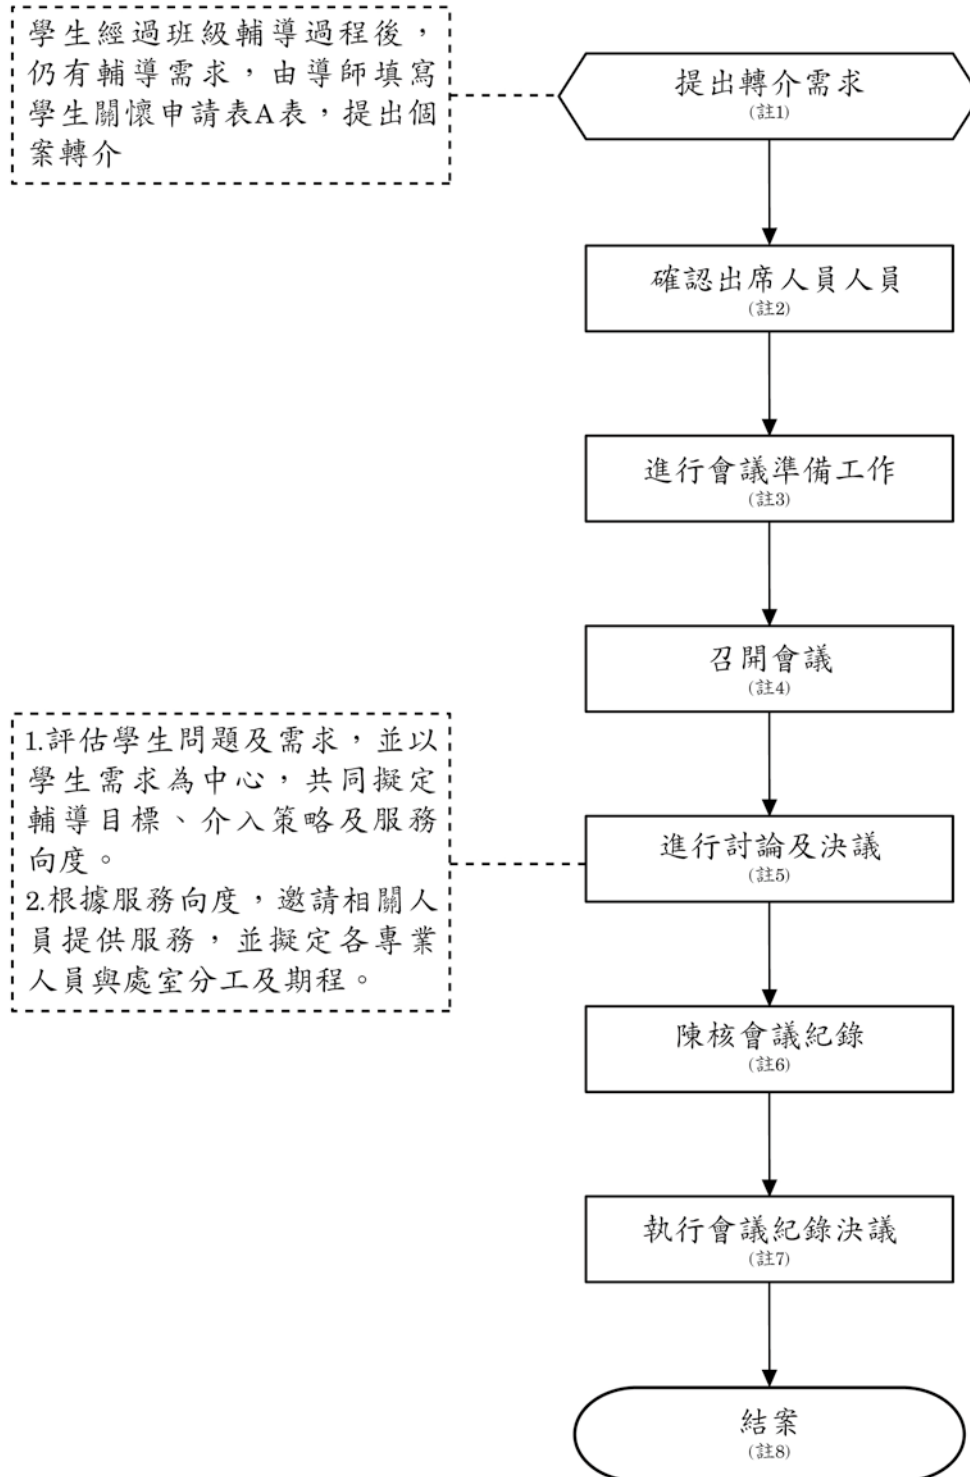 學生經過班級輔導過程後，
仍有輔導需求，由導師填寫
學生關懷申請表A表，提出個
案轉介
提出轉介需求
(註1)
確認出席人員人員
(註2)
進行會議準備工作
(註3)
召開會議
(註4)
1.評估學生問題及需求，並以
學生需求為中心，共同擬定
輔導目標、介入策略及服務
向度。
2.根據服務向度，邀請相關人
員提供服務，並擬定各專業
人員與處室分工及期程。
進行討論及決議
(註5)
陳核會議紀錄
(註6)
執行會議紀錄決議
(註7)
結案
(註8)